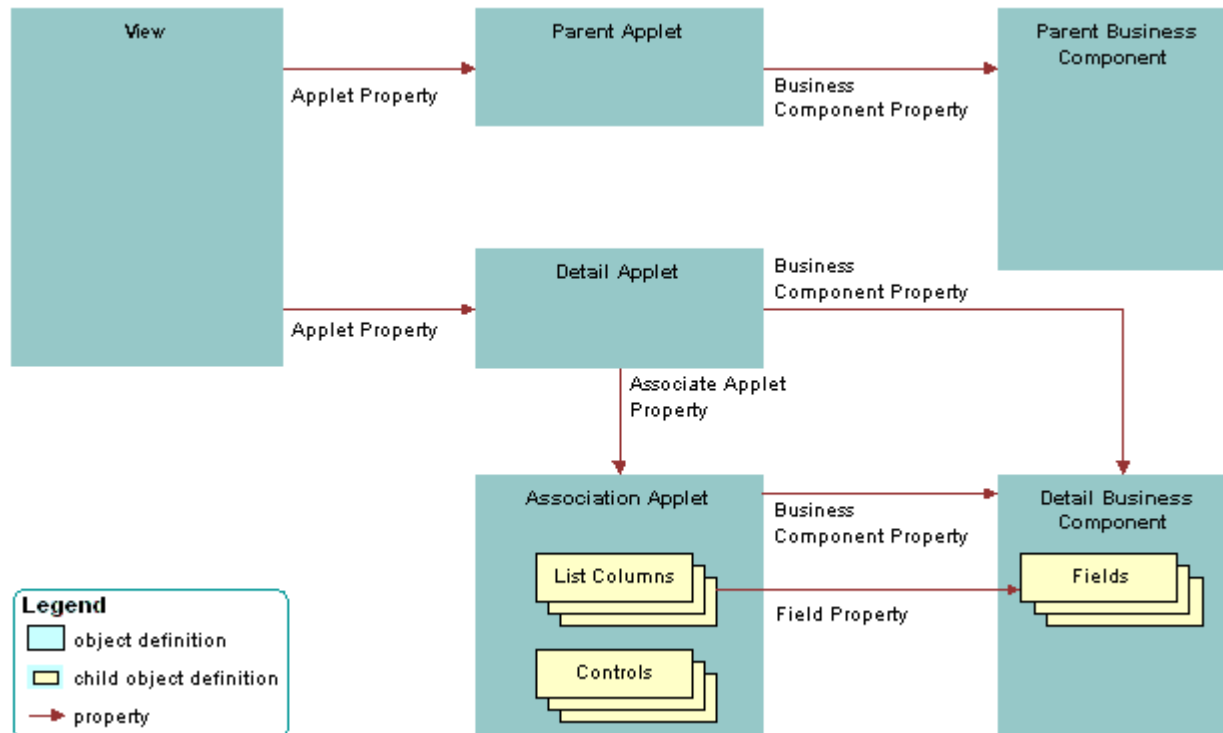 View
Parent Applet
Parent Business
Component
Applet Property
Business
Component Property
Detail Applet
Business
Component Property
Applet Property
Associate Applet
Property
Association Applet
Business
Component Property
Detail Business
Component
List Columns
Field Property
Fields
Controls
Legend
object definition
child object definition
property